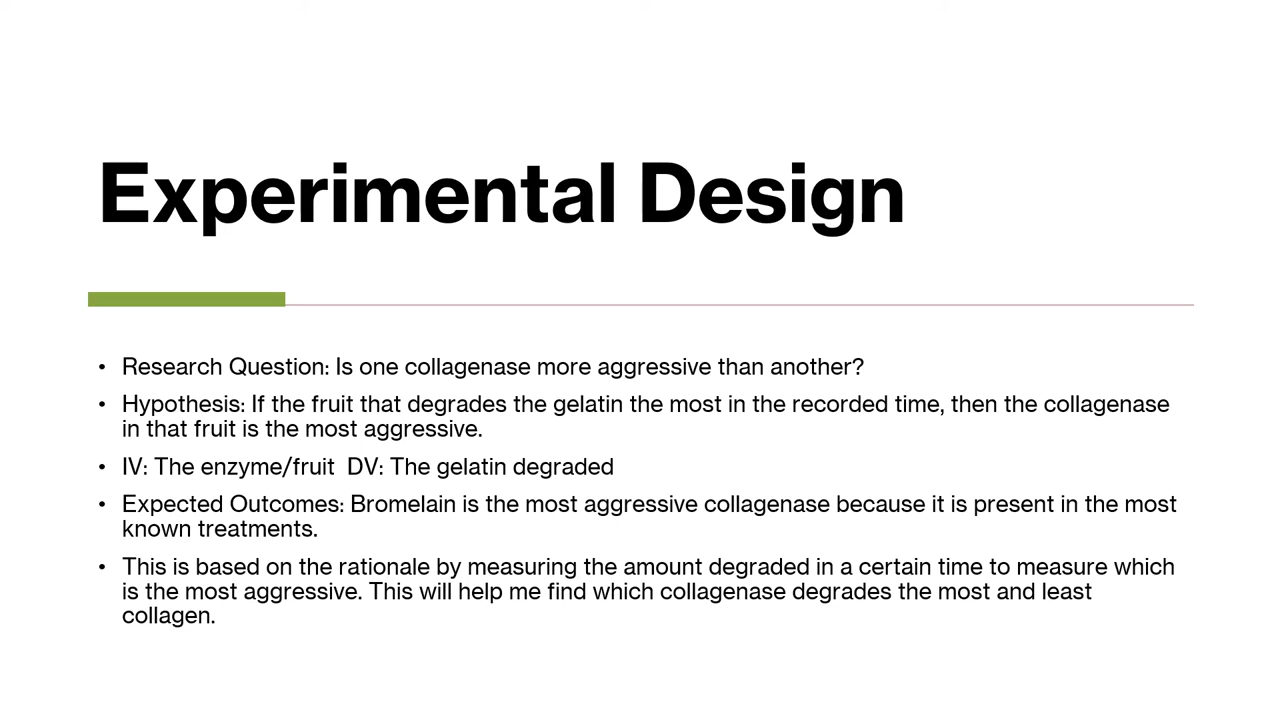 Experimental Design
• Research Question: Is one collagenase more aggressive than another?
• Hypothesis: If the fruit that degrades the gelatin the most in the recorded time, then the collagenase
in that fruit is the most aggressive.
• IV: The enzyme/fruit  DV: The gelatin degraded
• Expected Outcomes: Bromelain is the most aggressive collagenase because it is present in the most
known treatments.
• This is based on the rationale by measuring the amount degraded in a certain time to measure which
is the most aggressive. This will help me find which collagenase degrades the most and least
collagen.